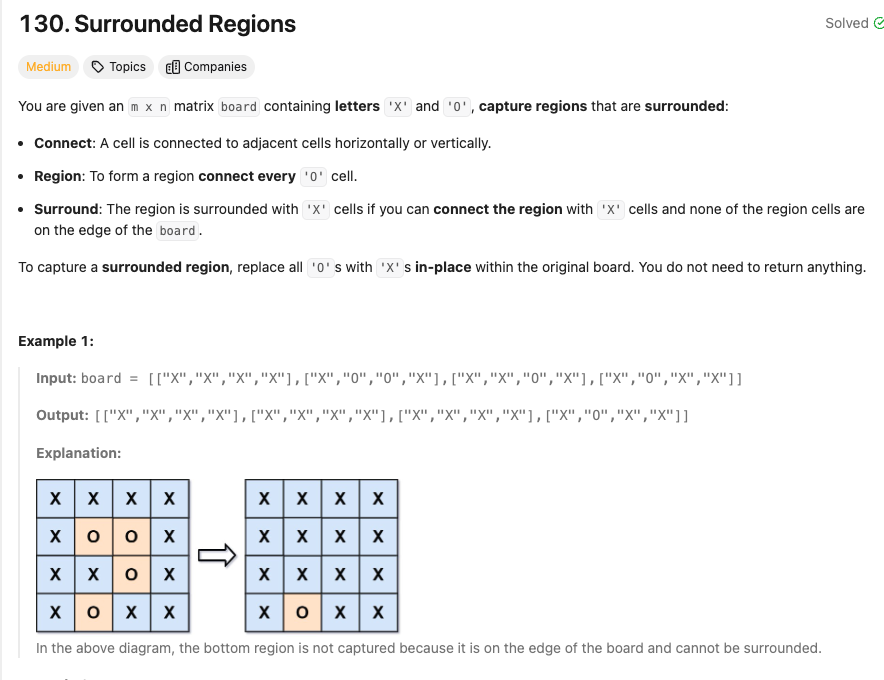 130. Surrounded Regions
Solved
Medium
Topics
Companies
You are given an m x n matrix board containing letters 'X' and 'O', capture regions that are surrounded:
• Connect: A cell is connected to adjacent cells horizontally or vertically.
• Region: To form a region connect every 'O' cell.
• Surround: The region is surrounded with 'X' cells if you can connect the region with 'X' cells and none of the region cells are
on the edge of the board.
To capture a surrounded region, replace all 'O's with 'X's in-place within the original board. You do not need to return anything.
Example 1:
Input: board = [["X","X","X","X"],["X","O","O","X"],["X","X","O","X"],["X","O","X","X"]]
Output: [["X","X","X","X"],["X","X","X","X"],["X","X","X","X"],["X","O","X","X"]]
Explanation:
X X X X X X X X
X O O X X X X X
X X O X X X X X
X O X X X O X X
In the above diagram, the bottom region is not captured because it is on the edge of the board and cannot be surrounded.